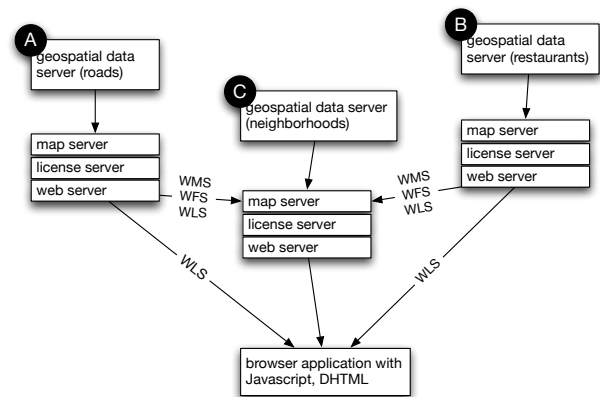 A
geospatial data
server (roads)
B
geospatial data
server (restaurants)
C
geospatial data server
(neighborhoods)
map server
license server
web server
map server
license server
web server
WMS
WFS
WLS
WMS
WFS
WLS
map server
license server
web server
WLS
WLS
browser application with
Javascript, DHTML